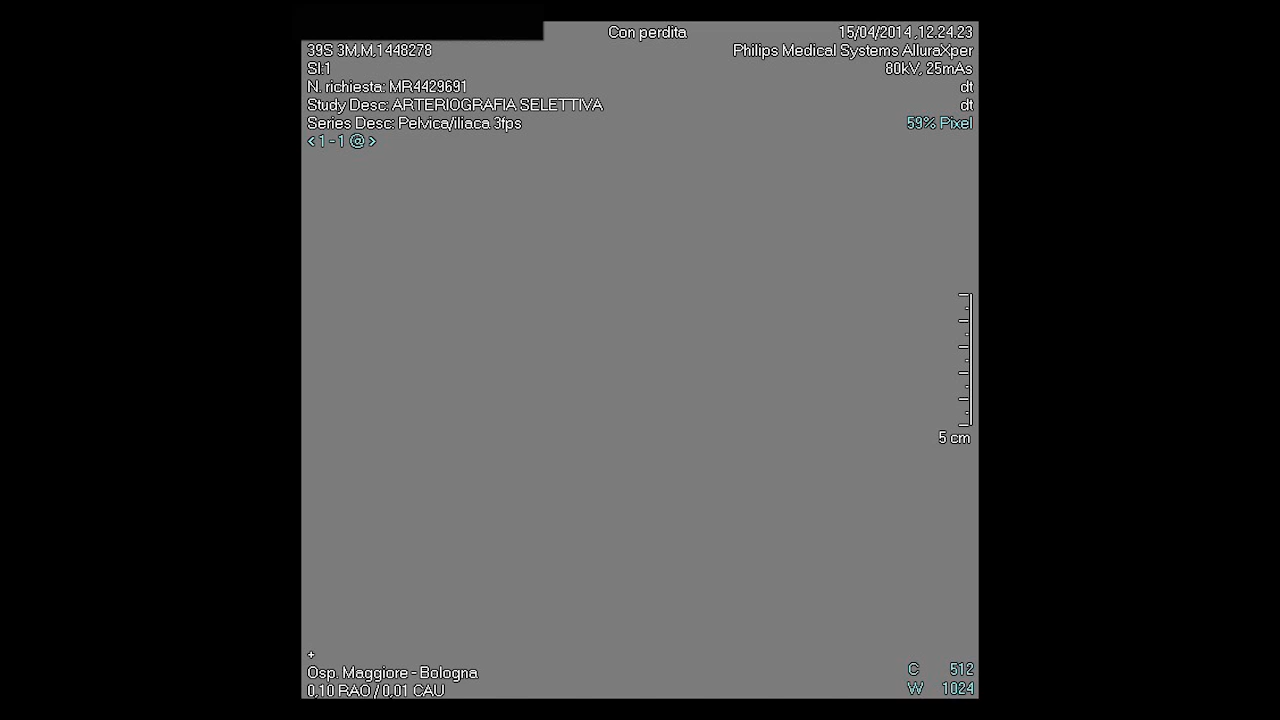 Con perdita
15/04/2014 ,12.24.23
39S 3M,M,1448278
Philips Medical Systems AlluraXper
SI:1
80kV, 25mAs
N. richiesta: MR4429691
dt
Study Desc: ARTERIOGRAFIA SELETTIVA
dt
Series Desc: Pelvica/iliaca 3fps
59% Pixel
< 1 - 1 @ >
5 cm
+
Osp. Maggiore - Bologna
C 512
0,10 RAO / 0,01 CAU
W 1024